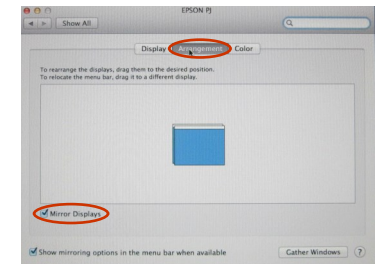 EPSON PJ
Show All
Display Arrangement Color
To rearrange the displays, drag them to the desired position.
To relocate the menu bar, drag it to a different display.
Mirror Displays
Show mirroring options in the menu bar when available
Gather Windows ?